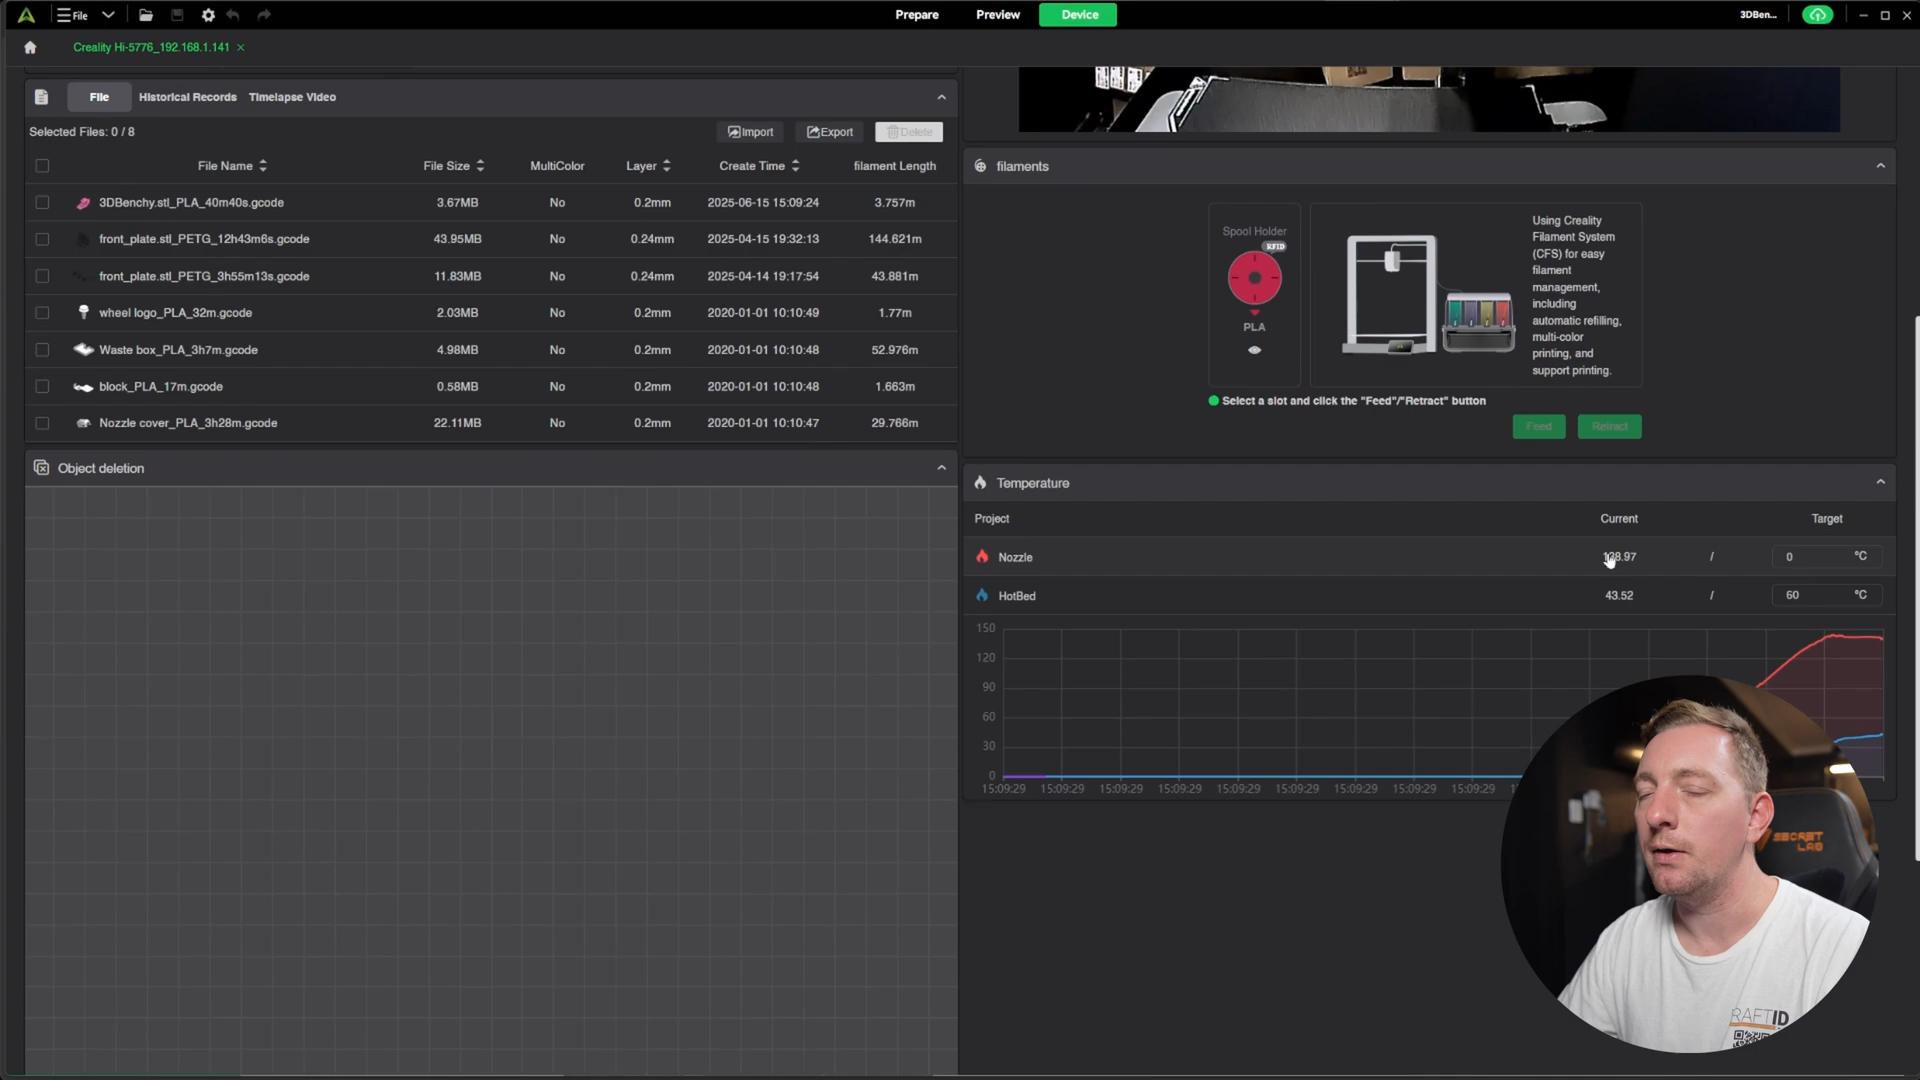 File
Prepare
Preview
Device
3DBen...
Creality Hi-5776_192.168.1.141
File
Historical Records
Timelapse Video
Selected Files: 0 / 8
Import
Export
Delete
File Name
File Size
MultiColor
Layer
Create Time
filament Length
3DBenchy.stl_PLA_40m40s.gcode 3.67MB No 0.2mm 2025-06-15 15:09:24 3.757m
front_plate.stl_PETG_12h43m6s.gcode 43.95MB No 0.24mm 2025-04-15 19:32:13 144.621m
front_plate.stl_PETG_3h55m13s.gcode 11.83MB No 0.24mm 2025-04-14 19:17:54 43.881m
wheel logo_PLA_32m.gcode 2.03MB No 0.2mm 2020-01-01 10:10:49 1.77m
Waste box_PLA_3h7m.gcode 4.98MB No 0.2mm 2020-01-01 10:10:48 52.976m
block_PLA_17m.gcode 0.58MB No 0.2mm 2020-01-01 10:10:48 1.663m
Nozzle cover_PLA_3h28m.gcode 22.11MB No 0.2mm 2020-01-01 10:10:47 29.766m
Object deletion
filaments
Spool Holder
RFID
PLA
Using Creality
Filament System
(CFS) for easy
filament
management,
including
automatic refilling,
multi-color
printing, and
support printing.
Select a slot and click the "Feed"/"Retract" button
Feed
Retract
Temperature
Project Current Target
Nozzle / 0 °C
HotBed 43.52 / 60 °C
150
120
90
60
30
0
15:09:29 15:09:29 15:09:29 15:09:29 15:09:29 15:09:29 15:09:29 15:09:29 15:09:29
SECRET
LAB
RAFTID